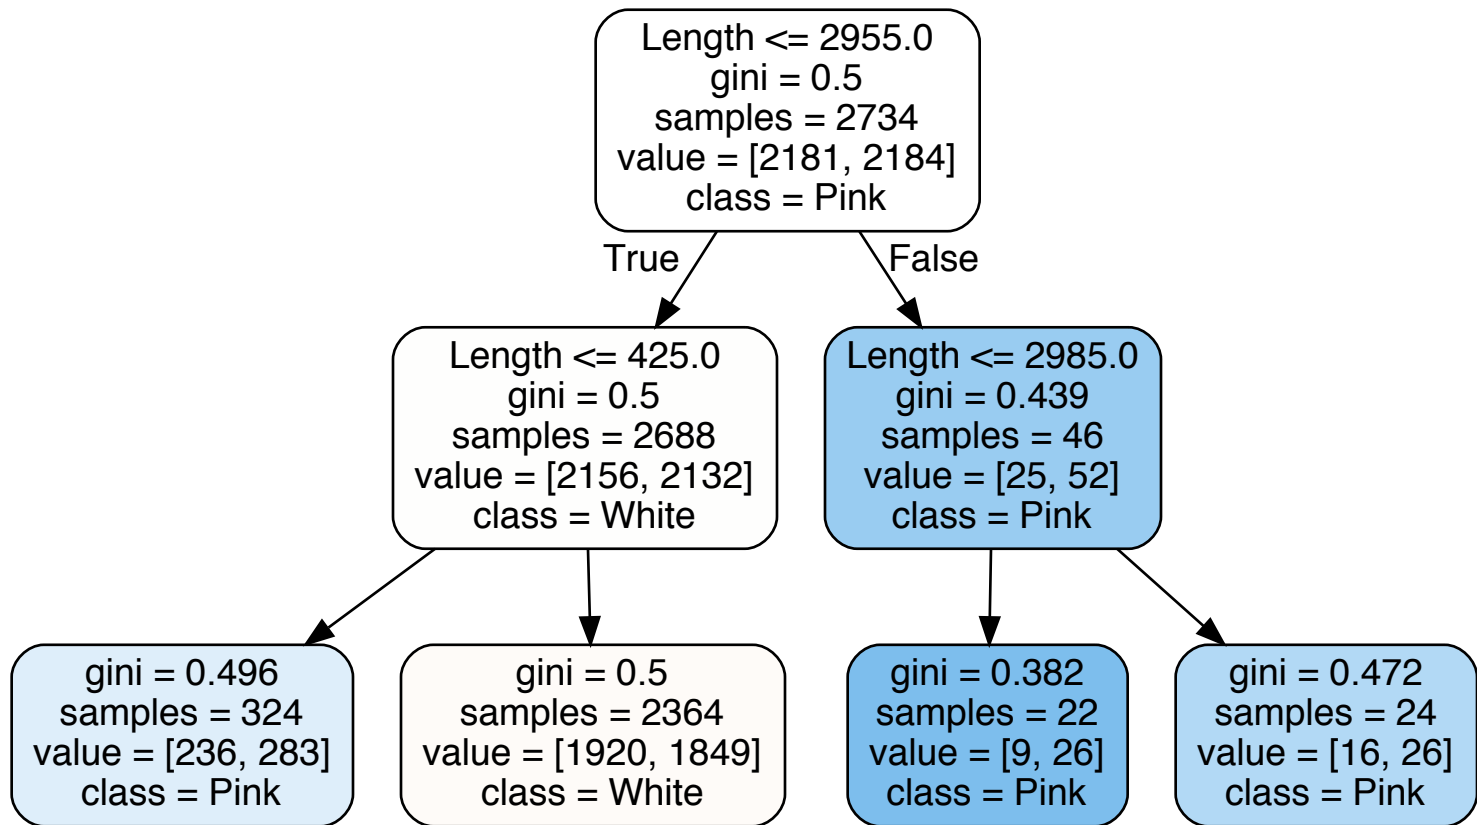 Length <= 2955.0
gini = 0.5
samples = 2734
value = [2181, 2184]
class = Pink
True
False
Length <= 425.0
gini = 0.5
samples = 2688
value = [2156, 2132]
class = White
Length <= 2985.0
gini = 0.439
samples = 46
value = [25, 52]
class = Pink
gini = 0.496
samples = 324
value = [236, 283]
class = Pink
gini = 0.5
samples = 2364
value = [1920, 1849]
class = White
gini = 0.382
samples = 22
value = [9, 26]
class = Pink
gini = 0.472
samples = 24
value = [16, 26]
class = Pink